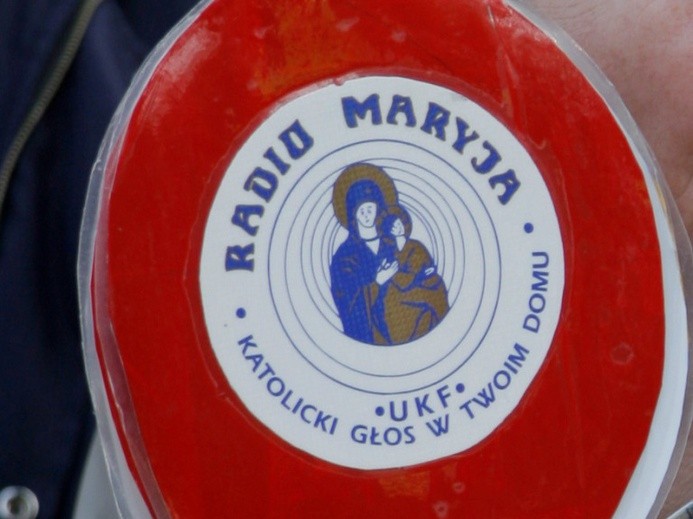 RADIO MARYJA
• UKF •
• KATOLICKI GŁOS W TWOIM DOMU •